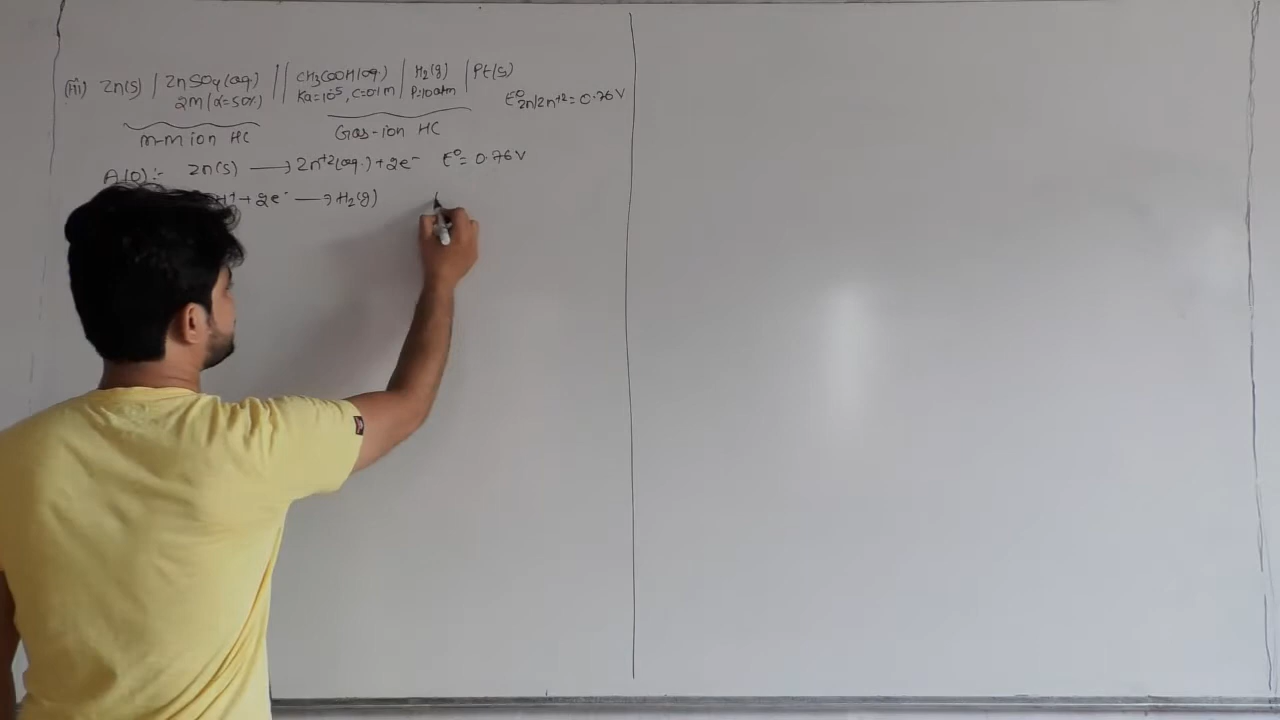 (iii) Zn(s) | ZnSO4(aq.) || CH3COOH(aq.) | H2(g) | Pt(s)
2M(α=50%) Ka=10-5, C=0.1M P=10atm
E°Zn/Zn+2=0.76V
M-M ion HC Gas-ion HC
A(O):- Zn(s) → Zn+2(aq.)+2e- E°=0.76V
H++2e- → H2(g)